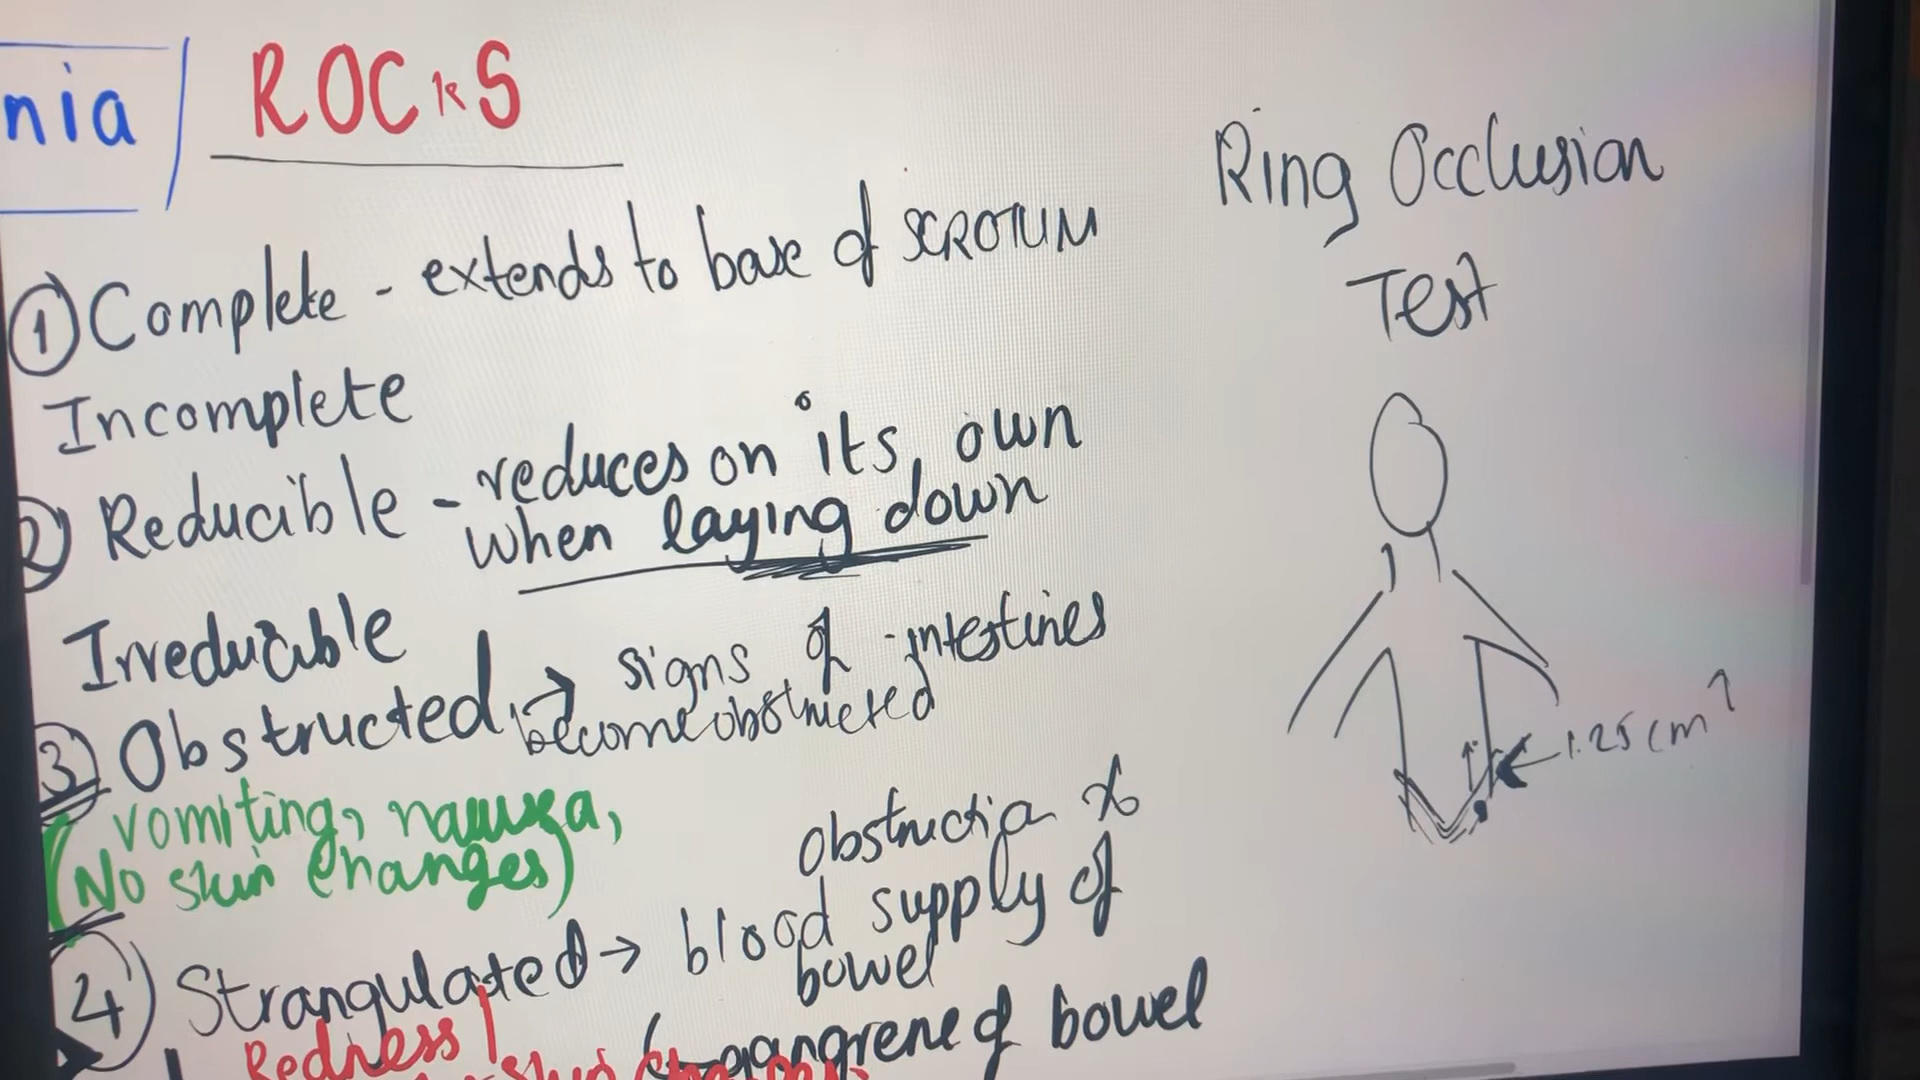 nia / ROCKS
① Complete - extends to base of SCROTUM
Incomplete
② Reducible - reduces on its own
when laying down
Irreducible
③ Obstructed → signs of intestines
become obstructed
(vomiting, nausea,
No skin changes)
④ Strangulated → blood supply of
bowel
Redness /
gangrene of bowel
skin
Ring Occlusion
Test
1.25 cm ↑